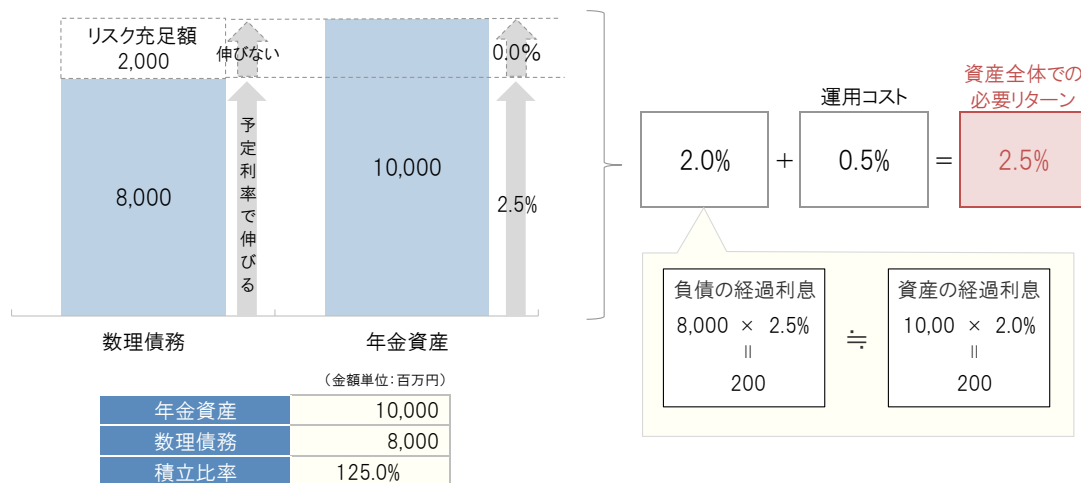 リスク充足額
2,000
伸びない
0.0%
8,000
予定利率で伸びる
10,000
2.5%
数理債務
年金資産
資産全体での
必要リターン
運用コスト
2.0%
+
0.5%
=
2.5%
負債の経過利息
8,000 × 2.5%
=
200
≒
資産の経過利息
10,00 × 2.0%
=
200
(金額単位:百万円)
年金資産 10,000
数理債務 8,000
積立比率 125.0%